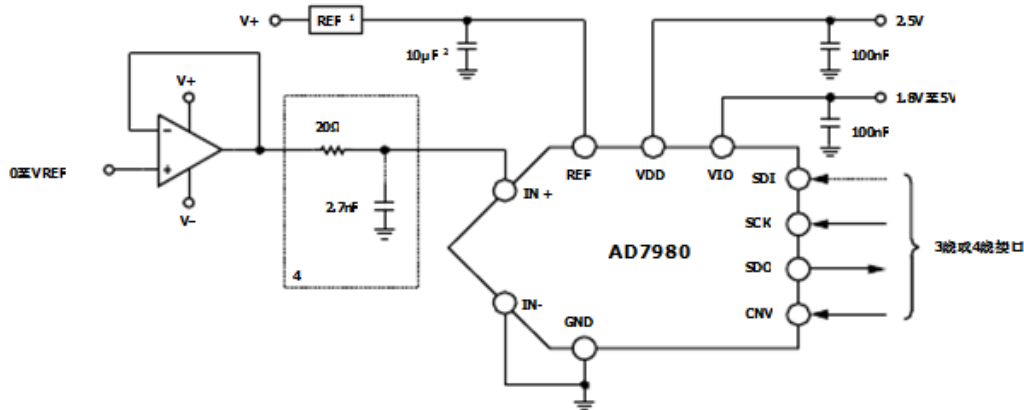 V+
REF 1
10μF 2
2.5V
100nF
1.8V至5V
100nF
V+
−
+
V−
0至VREF
20Ω
2.7nF
4
REF
VDD
VIO
IN +
IN-
GND
AD7980
SDI
SCK
SDO
CNV
3线或4线接口